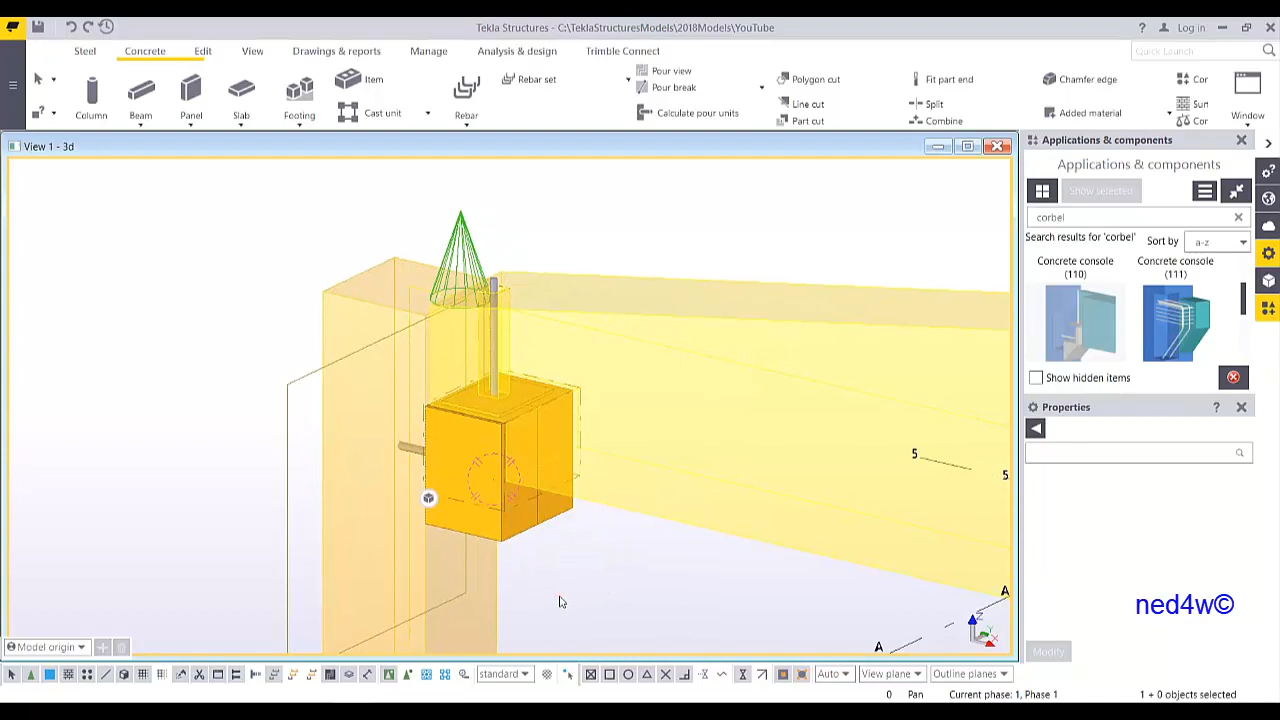 Tekla Structures - C:\TeklaStructuresModels\2018Models\YouTube
? Log in
Steel Concrete Edit View Drawings & reports Manage Analysis & design Trimble Connect
Quick Launch
Column
Beam
Panel
Slab
Footing
Item
Cast unit
Rebar
Rebar set
Pour view
Pour break
Calculate pour units
Polygon cut
Line cut
Part cut
Fit part end
Split
Combine
Chamfer edge
Added material
Cor
Sur
Cor
Window
View 1 - 3d
Applications & components
Applications & components
Show selected
corbel
Search results for 'corbel'
Sort by a-z
Concrete console
(110)
Concrete console
(111)
Show hidden items
Properties ?
5
5
A
A
ned4w©
Model origin
Modify
standard
Auto
View plane
Outline planes
0 Pan Current phase: 1, Phase 1 1 + 0 objects selected